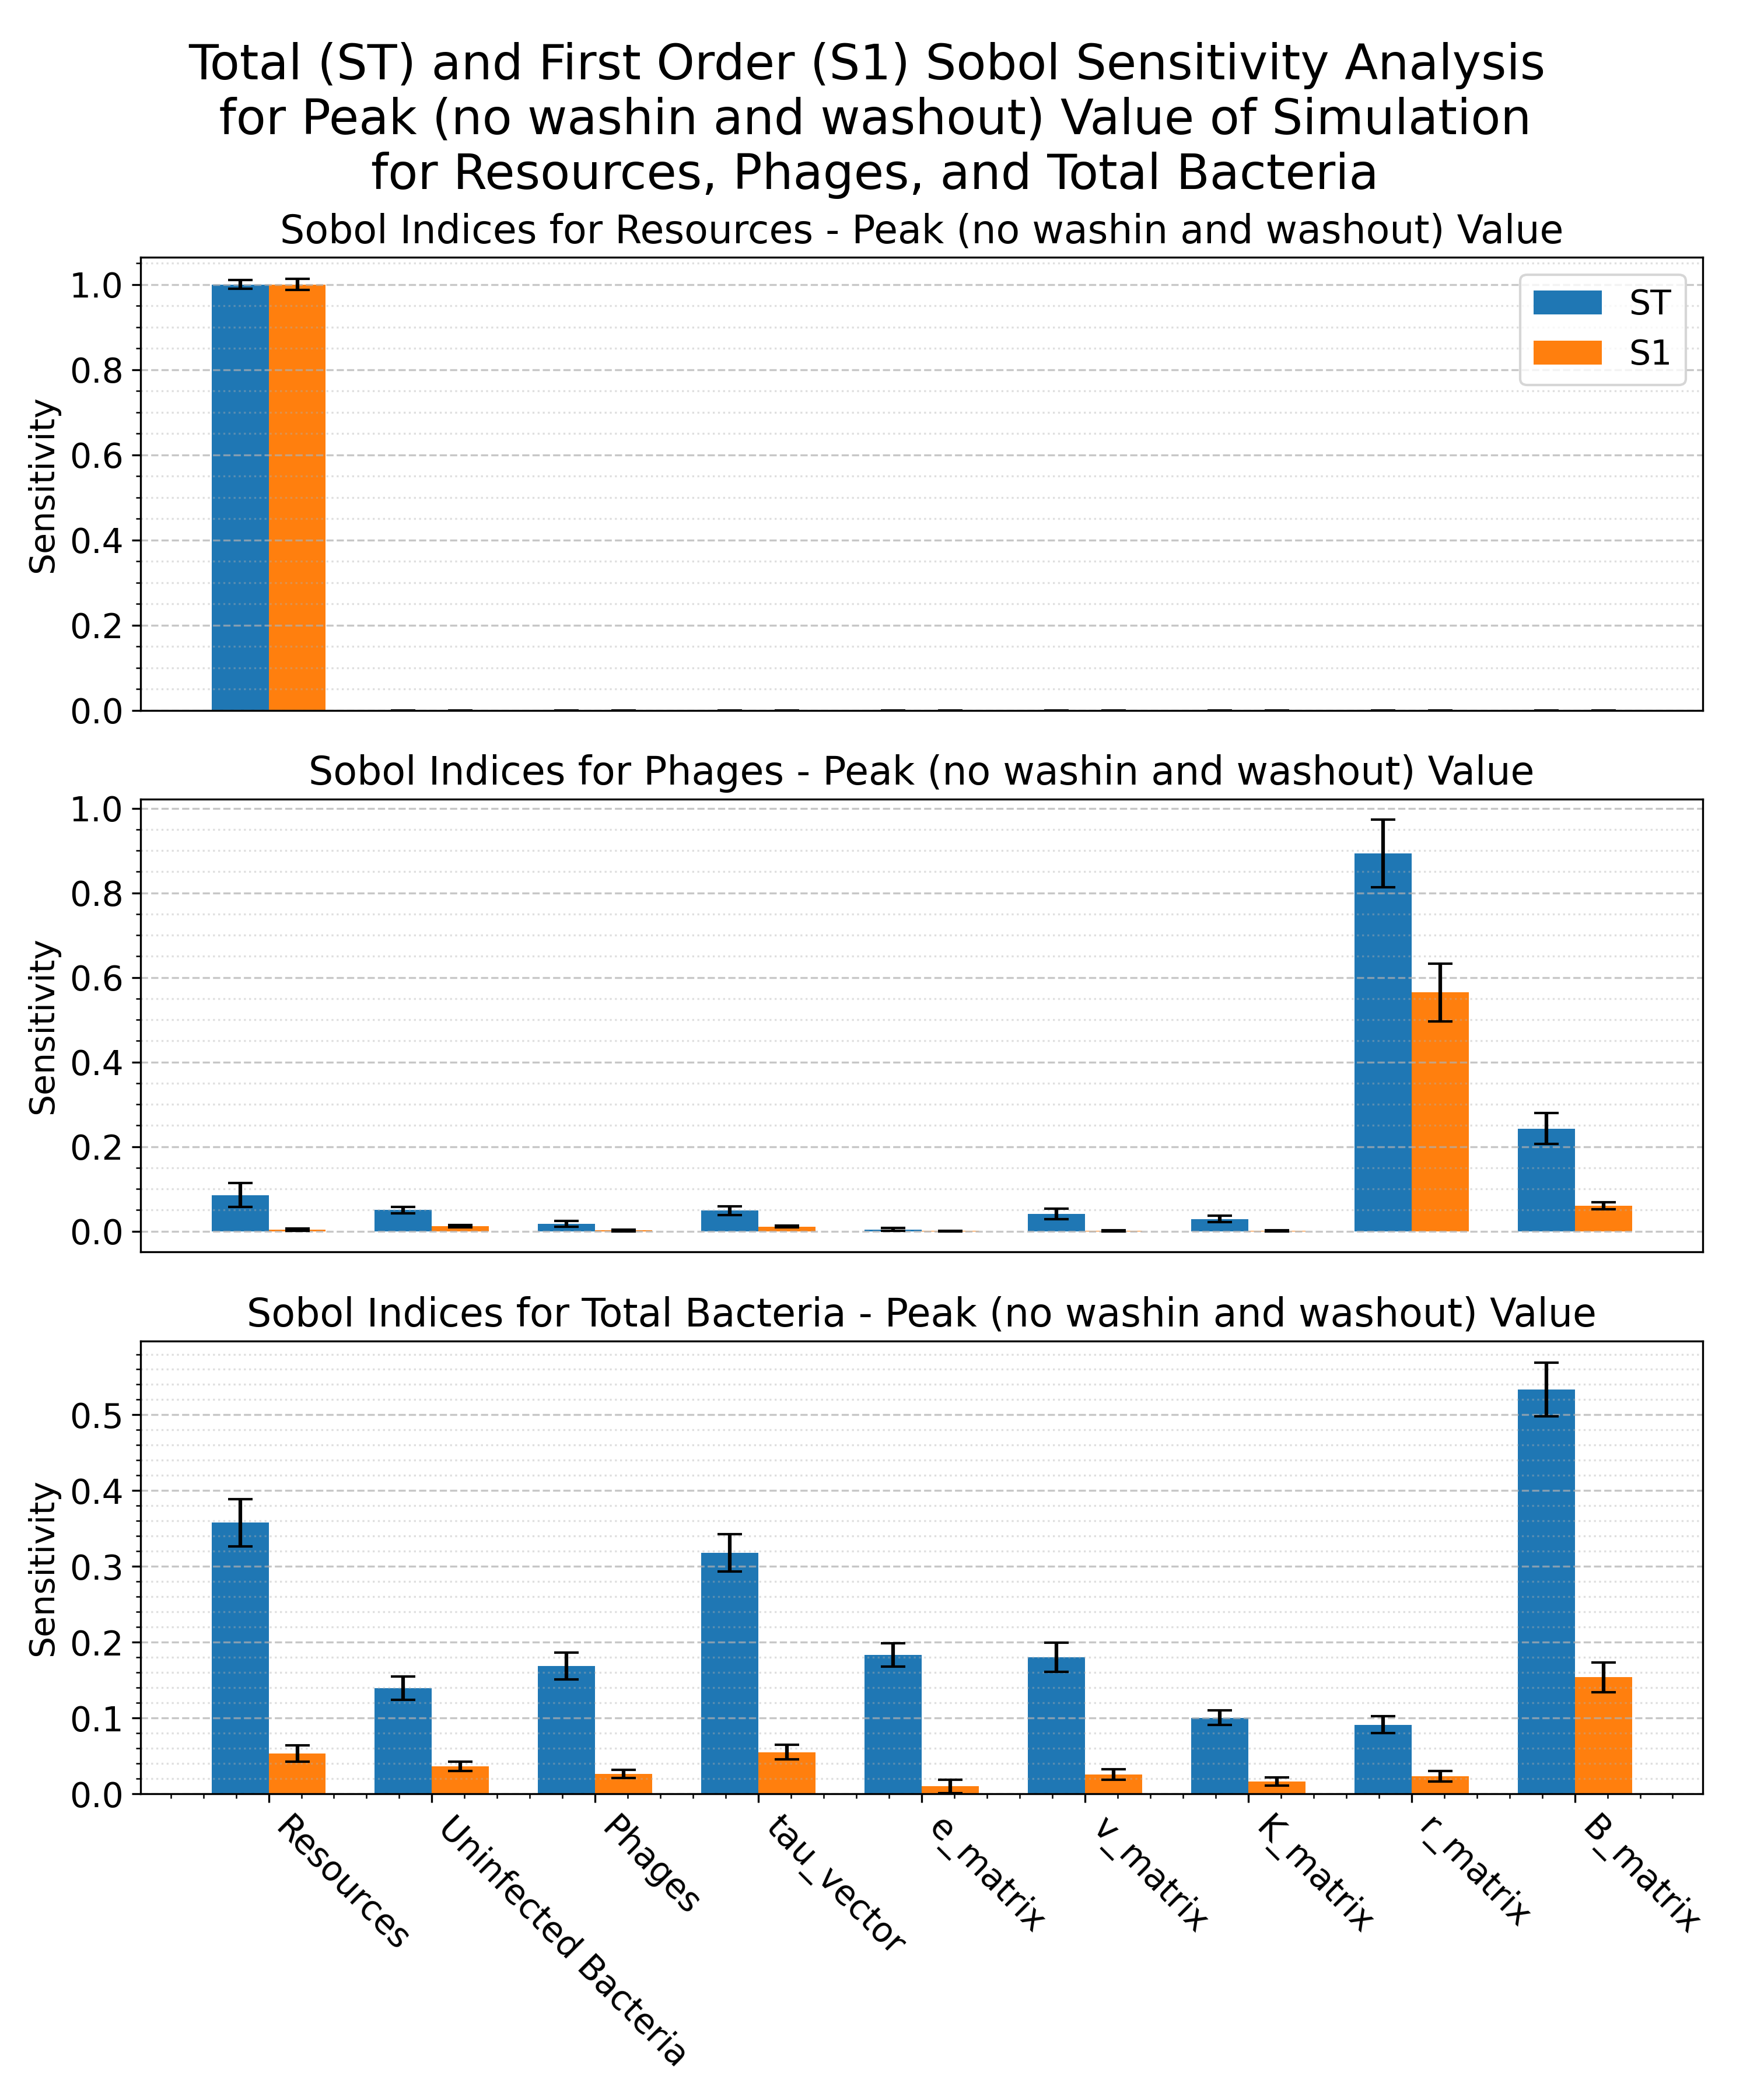 Total (ST) and First Order (S1) Sobol Sensitivity Analysis
for Peak (no washin and washout) Value of Simulation
for Resources, Phages, and Total Bacteria
Sobol Indices for Resources - Peak (no washin and washout) Value
1.0
0.8
0.6
0.4
0.2
0.0
Sensitivity
ST
S1
Sobol Indices for Phages - Peak (no washin and washout) Value
1.0
0.8
0.6
0.4
0.2
0.0
Sensitivity
Sobol Indices for Total Bacteria - Peak (no washin and washout) Value
0.5
0.4
0.3
0.2
0.1
0.0
Sensitivity
Resources
Uninfected Bacteria
Phages
tau_vector
e_matrix
v_matrix
K_matrix
r_matrix
B_matrix